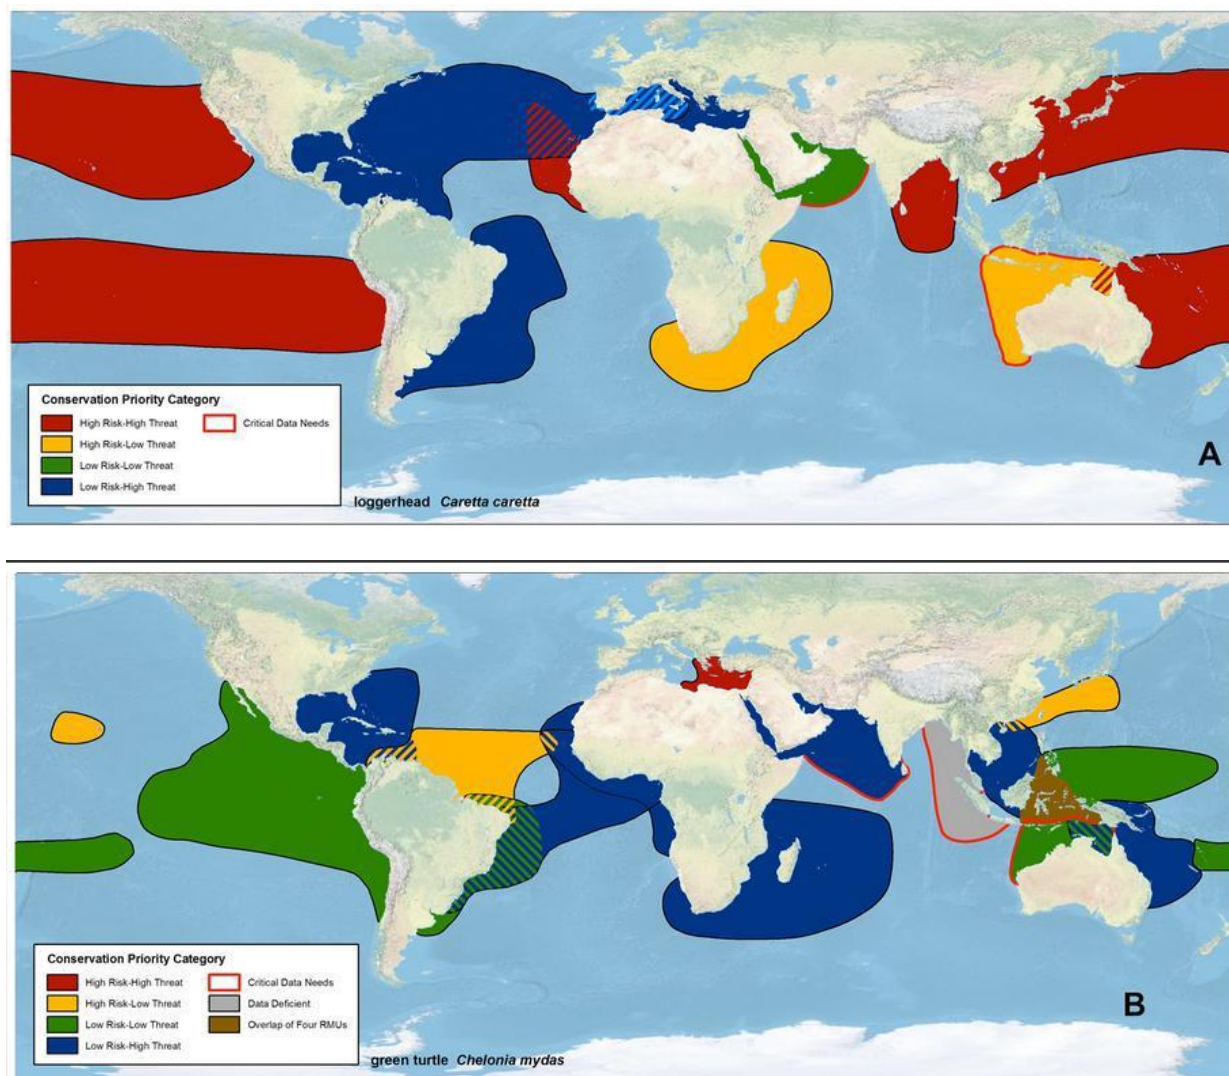 Conservation Priority Category
High Risk-High Threat Critical Data Needs
High Risk-Low Threat
Low Risk-Low Threat
Low Risk-High Threat
A
loggerhead Caretta caretta
Conservation Priority Category
High Risk-High Threat Critical Data Needs
High Risk-Low Threat Data Deficient
Low Risk-Low Threat Overlap of Four RMUs
Low Risk-High Threat
B
green turtle Chelonia mydas